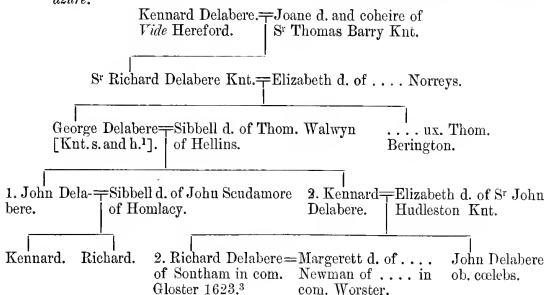 azure.
Kennard Delabere.=Joane d. and coheire of
Vide Hereford. Sr Thomas Barry Knt.
Sr Richard Delabere Knt.=Elizabeth d. of . . . . Norreys.
George Delabere=Sibbell d. of Thom. Walwyn . . . . ux. Thom.
[Knt. s. and h.¹]. of Hellins. Berington.
1. John Dela-=Sibbell d. of John Scudamore 2. Kennard=Elizabeth d. of Sr John
bere. of Homlacy. Delabere. Hudleston Knt.
Kennard. Richard. 2. Richard Delabere=Margerett d. of . . . . John Delabere
of Sontham in com. Newman of . . . . in ob. cœlebs.
Gloster 1623.³ com. Worster.